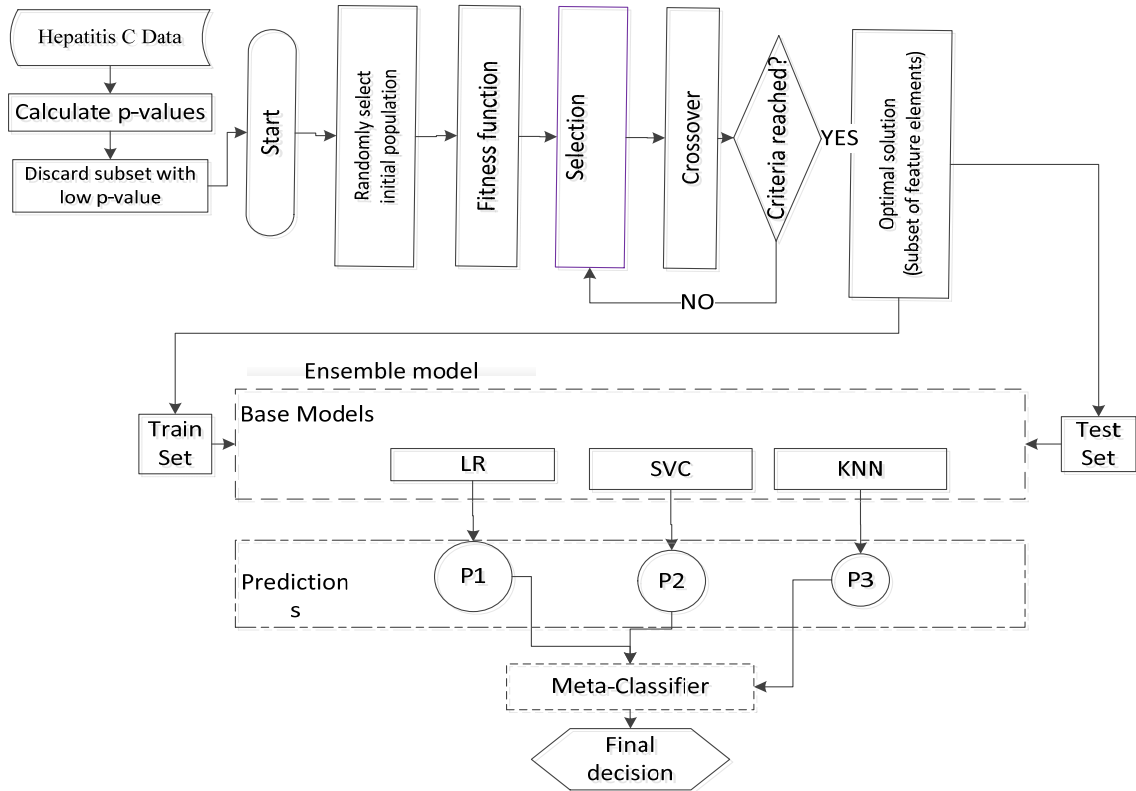 Hepatitis C Data
Calculate p-values
Discard subset with
low p-value
Start
Randomly select
initial population
Fitness function
Selection
Crossover
Criteria reached?
YES
NO
Optimal solution
(Subset of feature elements)
Ensemble model
Base Models
Train
Set
Test
Set
LR
SVC
KNN
Prediction
s
P1
P2
P3
Meta-Classifier
Final
decision